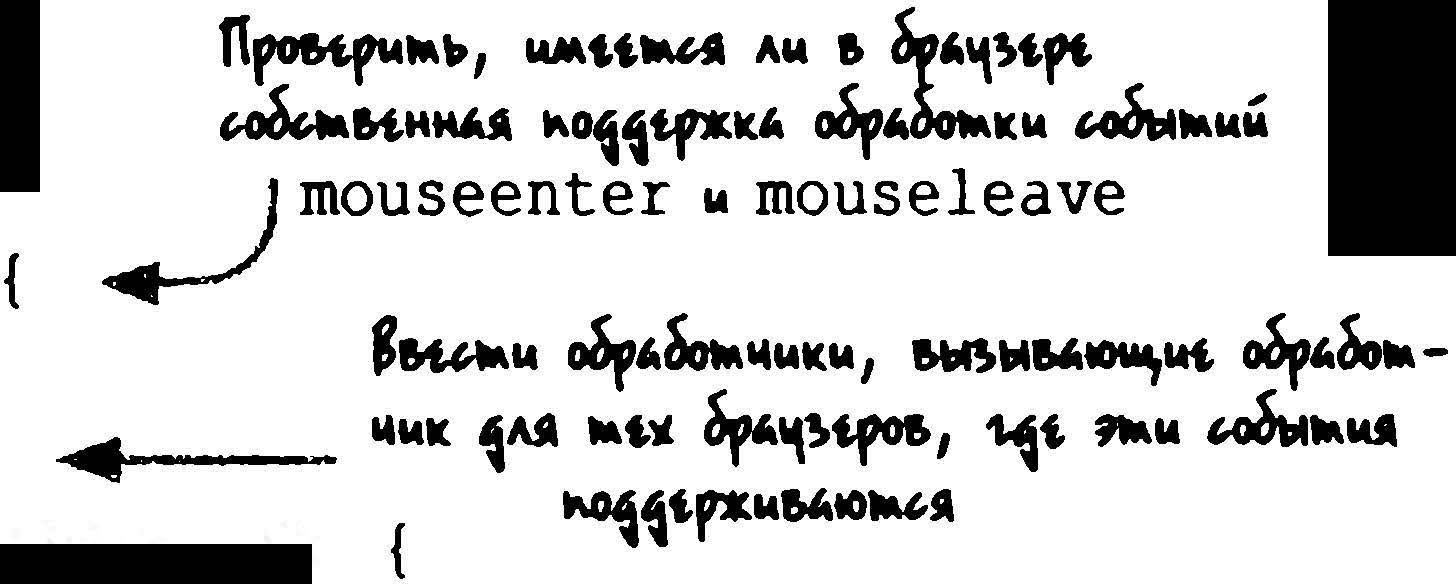 Проверить, имеется ли в браузере
собственная поддержка обработки событий
mouseenter и mouseleave
{
Ввести обработчики, вызывающие обработ-
чик для тех браузеров, где эти события
поддерживаются
{